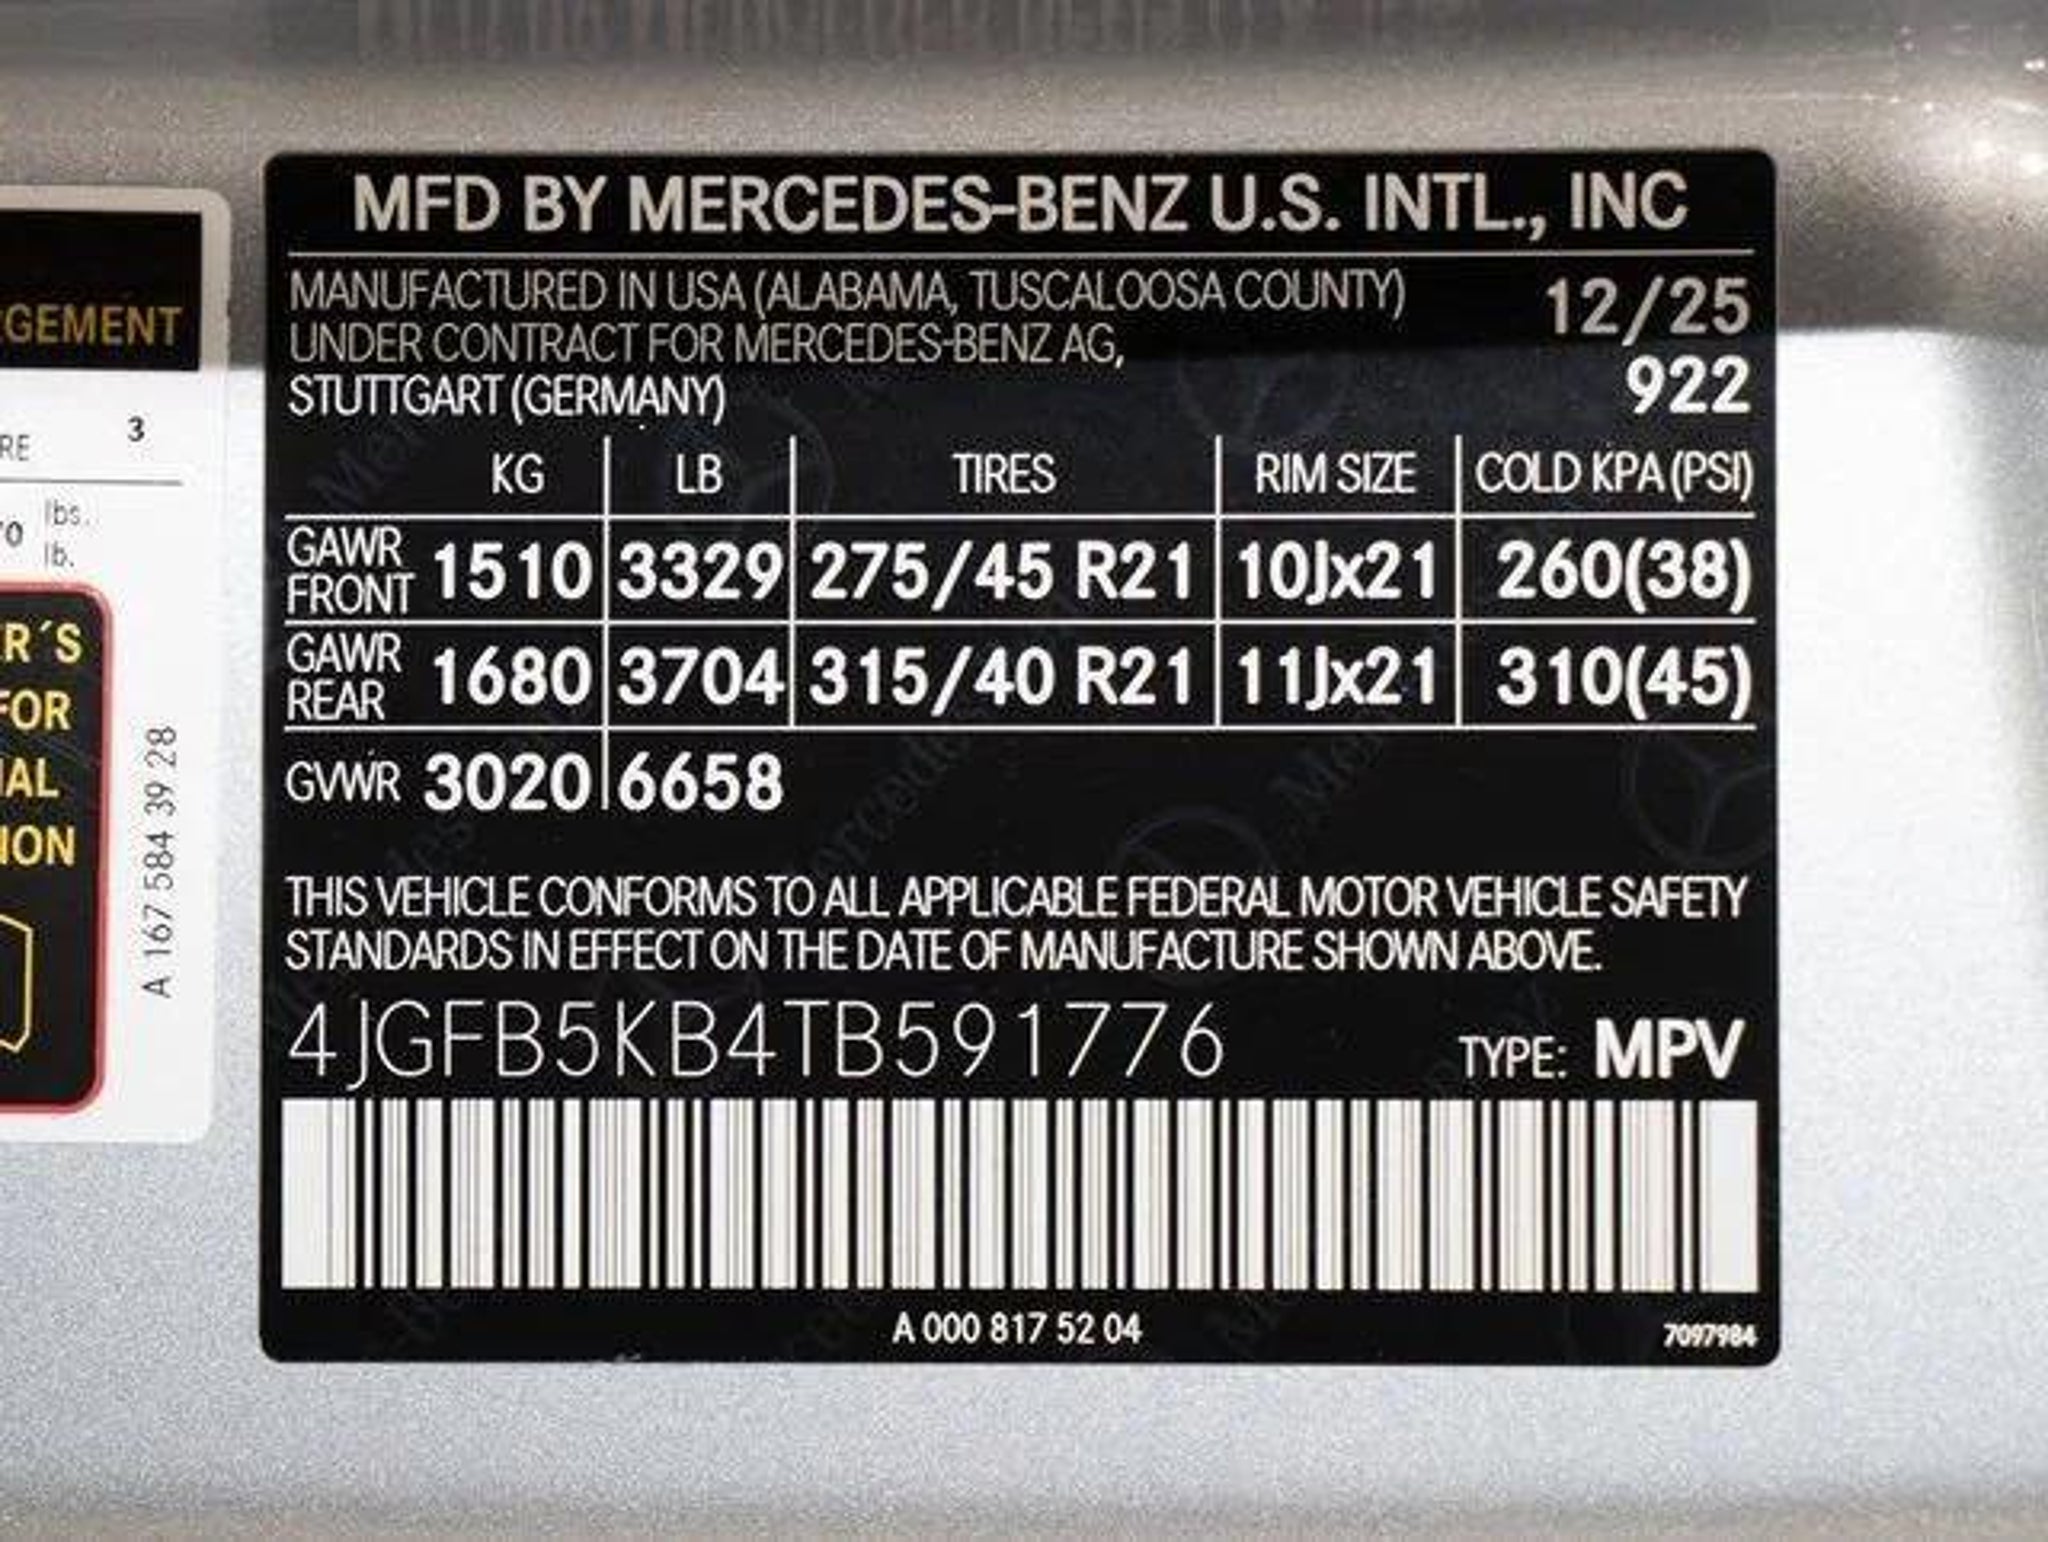 MFD BY MERCEDES-BENZ U.S. INTL., INC
MANUFACTURED IN USA (ALABAMA, TUSCALOOSA COUNTY)
UNDER CONTRACT FOR MERCEDES-BENZ AG,
STUTTGART (GERMANY)
12/25
922
KG LB TIRES RIM SIZE COLD KPA (PSI)
GAWR FRONT 1510 3329 275/45 R21 10Jx21 260(38)
GAWR REAR 1680 3704 315/40 R21 11Jx21 310(45)
GVWR 3020 6658
THIS VEHICLE CONFORMS TO ALL APPLICABLE FEDERAL MOTOR VEHICLE SAFETY
STANDARDS IN EFFECT ON THE DATE OF MANUFACTURE SHOWN ABOVE.
4JGFB5KB4TB591776 TYPE: MPV
A 000 817 52 04
7097984
GEMENT
RE 3
lbs.
lb.
R´S
FOR
IAL
ION
A 167 584 39 28